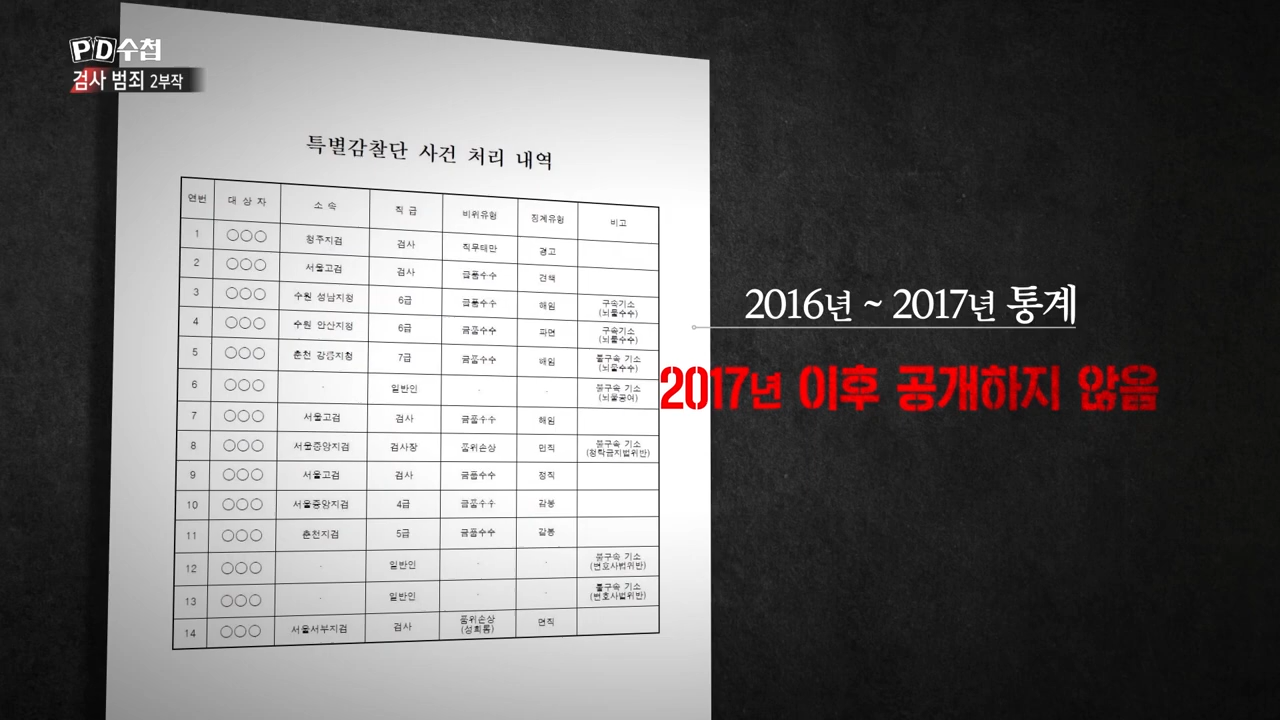 PD수첩
검사 범죄 2부작
특별감찰단 사건 처리 내역
연번 대 상 자 소 속 직 급 비위유형 징계유형 비고
1 ○○○ 청주지검 검사 직무태만 경고
2 ○○○ 서울고검 검사 금품수수 견책
3 ○○○ 수원 성남지청 6급 금품수수 해임 구속기소
(뇌물수수)
4 ○○○ 수원 안산지청 6급 금품수수 파면 구속기소
(뇌물수수)
5 ○○○ 춘천 강릉지청 7급 금품수수 해임 불구속 기소
(뇌물수수)
6 ○○○ - 일반인 - - 불구속 기소
(뇌물공여)
7 ○○○ 서울고검 검사 금품수수 해임
8 ○○○ 서울중앙지검 검사장 품위손상 면직 불구속 기소
(청탁금지법위반)
9 ○○○ 서울고검 검사 금품수수 정직
10 ○○○ 서울중앙지검 4급 금품수수 감봉
11 ○○○ 춘천지검 5급 금품수수 감봉
12 ○○○ - 일반인 - - 불구속 기소
(변호사법위반)
13 ○○○ - 일반인 - - 불구속 기소
(변호사법위반)
14 ○○○ 서울서부지검 검사 품위손상
(성희롱) 면직
2016년 ~ 2017년 통계
2017년 이후 공개하지 않음